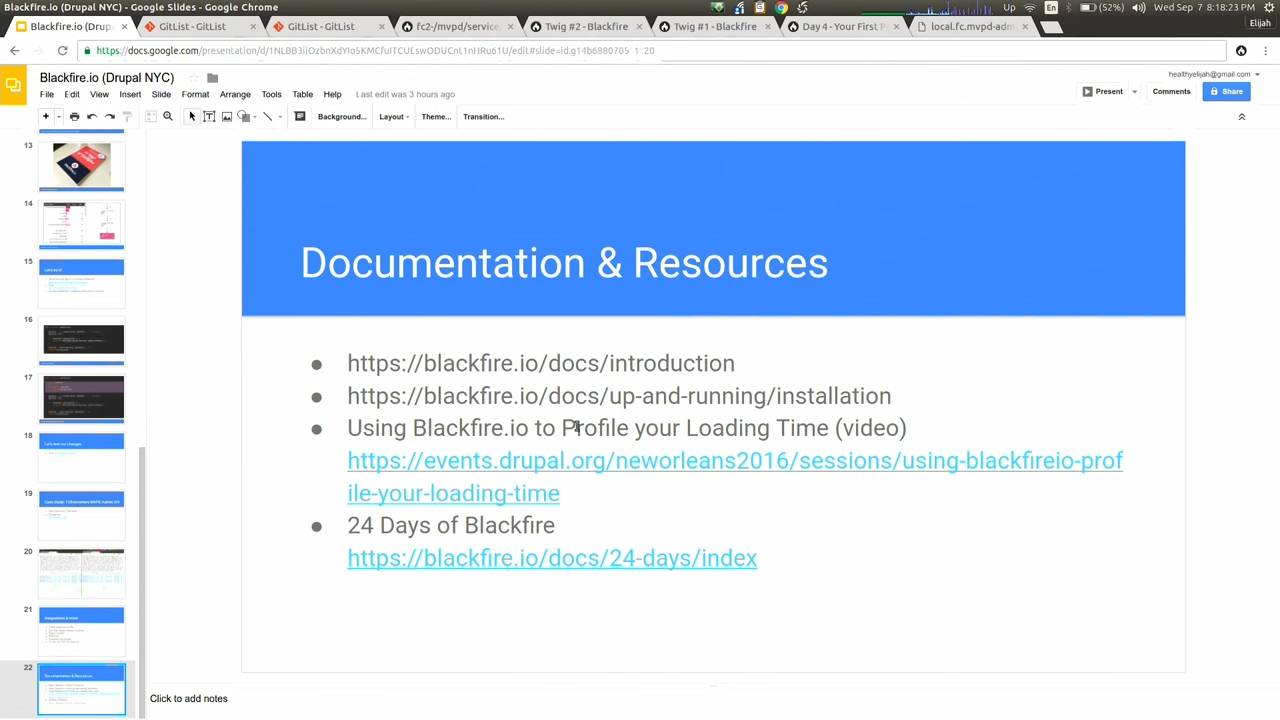 Blackfire.io (Drupal NYC) - Google Slides - Google Chrome
En
(52%)
Wed Sep 7 8:18:23 PM
Up
Elijah
Blackfire.io (Drupal NYC)
GitList - GitList
GitList - GitList
fc2-/mvpd/service
Twig #2 - Blackfire
Twig #1 - Blackfire
Day 4 - Your First P
local.fc.mvpd-adm
https://docs.google.com/presentation/d/1NLBB3iiOzbnXdYIo5KMCfuITCUEswODUCnt1nHRu61U/edit#slide=id.g14b6880705_1_20
Blackfire.io (Drupal NYC)
healthyelijah@gmail.com
File Edit View Insert Slide Format Arrange Tools Table Help Last edit was 3 hours ago
Present
Comments
Share
Background... Layout Theme... Transition...
13
14
15
16
17
18
19
20
21
22
Documentation & Resources
https://blackfire.io/docs/introduction
https://blackfire.io/docs/up-and-running/installation
Using Blackfire.io to Profile your Loading Time (video)
https://events.drupal.org/neworleans2016/sessions/using-blackfireio-prof
ile-your-loading-time
24 Days of Blackfire
https://blackfire.io/docs/24-days/index
Click to add notes